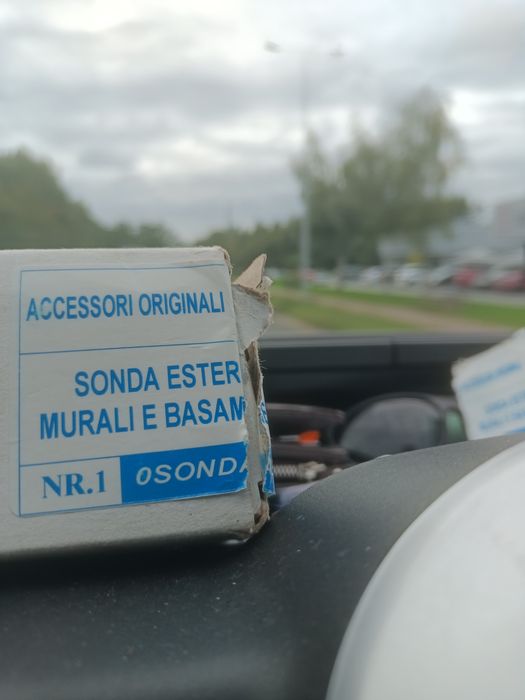 ACCESSORI ORIGINALI
SONDA ESTER
MURALI E BASAM
NR.1 0SONDA